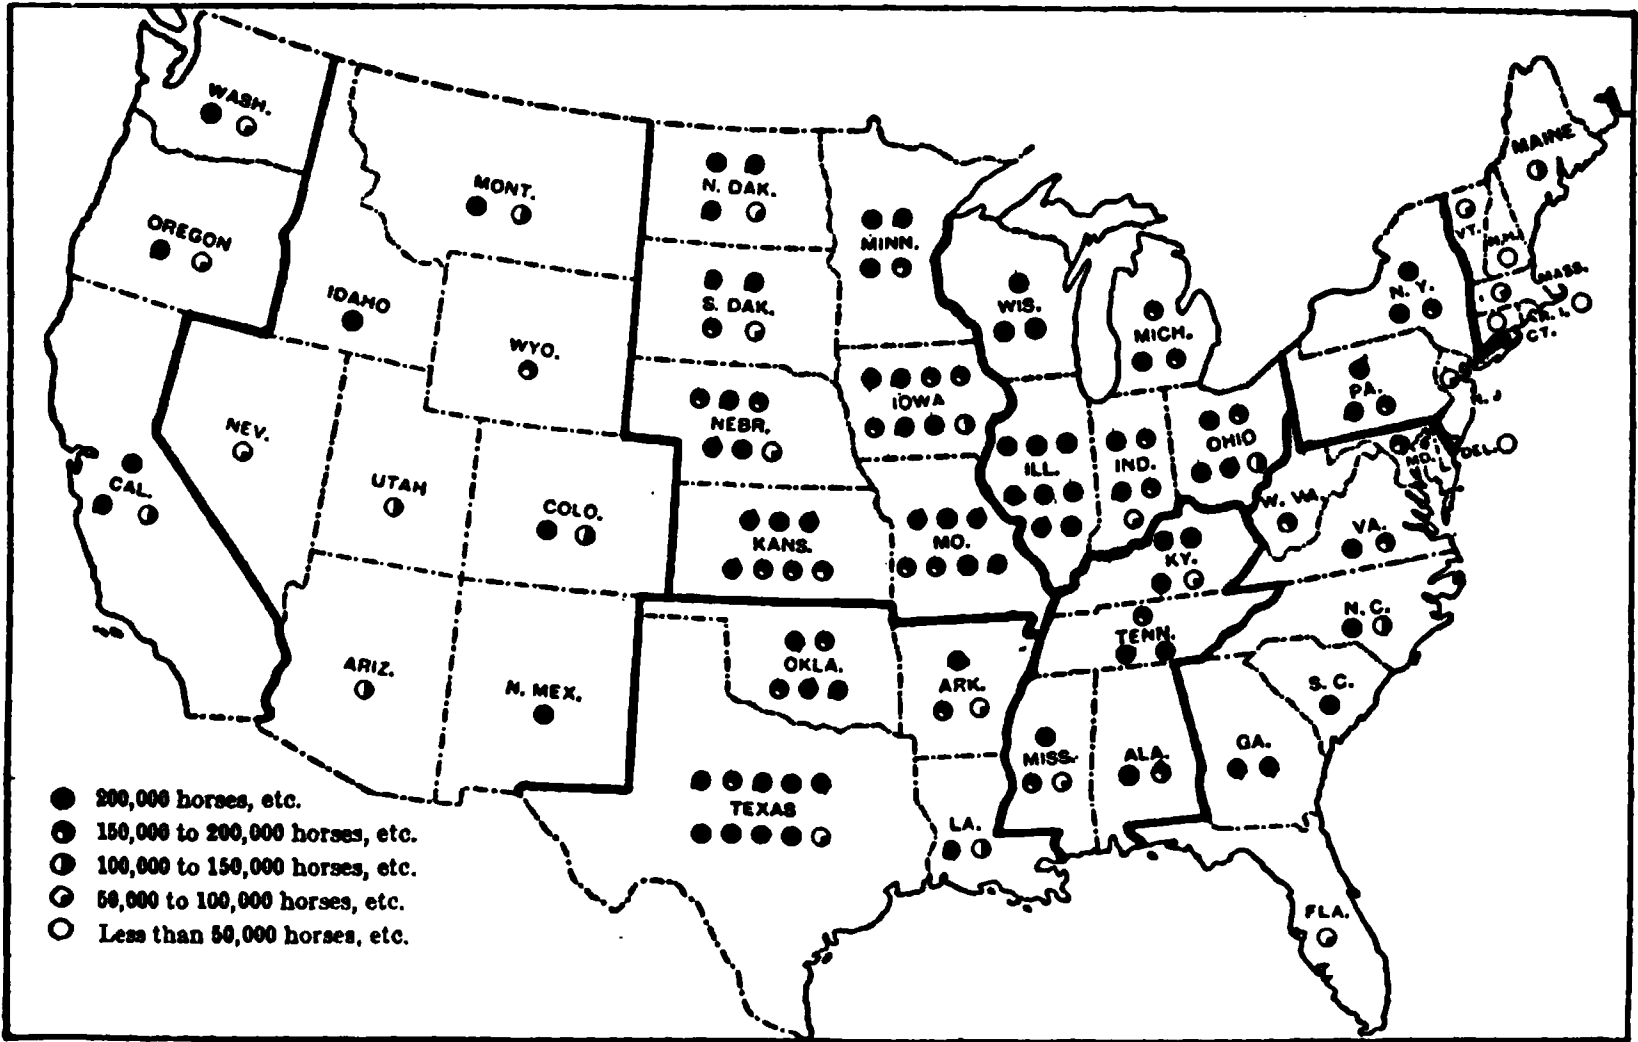 WASH.
MONT.
N. DAK.
MINN.
MAINE
OREGON
IDAHO
S. DAK.
WIS.
MICH.
VT.
N.H.
N. Y.
MASS.
R. I.
CT.
WYO.
NEBR.
IOWA
PA.
N. J.
NEV.
CAL.
UTAH
COLO.
KANS.
MO.
ILL.
IND.
OHIO
W. VA.
MD.
DEL.
VA.
KY.
ARIZ.
N. MEX.
OKLA.
ARK.
TENN.
N. C.
S. C.
TEXAS
LA.
MISS.
ALA.
GA.
FLA.
200,000 horses, etc.
150,000 to 200,000 horses, etc.
100,000 to 150,000 horses, etc.
50,000 to 100,000 horses, etc.
Less than 50,000 horses, etc.